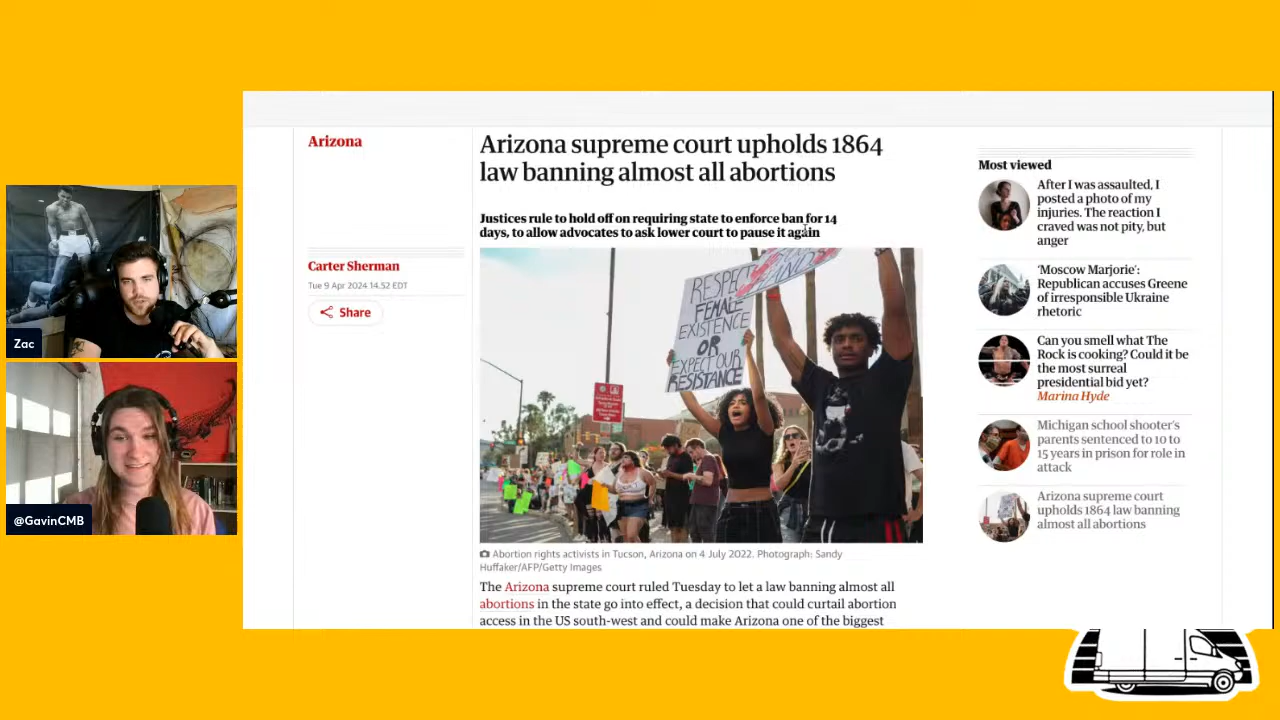 Arizona
Arizona supreme court upholds 1864
law banning almost all abortions
Justices rule to hold off on requiring state to enforce ban for 14
days, to allow advocates to ask lower court to pause it again
Carter Sherman
Tue 9 Apr 2024 14.52 EDT
Share
RESPECT
FEMALE
EXISTENCE
OR
EXPECT OUR
RESISTANCE
Abortion rights activists in Tucson, Arizona on 4 July 2022. Photograph: Sandy
Huffaker/AFP/Getty Images
The Arizona supreme court ruled Tuesday to let a law banning almost all
abortions in the state go into effect, a decision that could curtail abortion
access in the US south-west and could make Arizona one of the biggest
Most viewed
After I was assaulted, I
posted a photo of my
injuries. The reaction I
craved was not pity, but
anger
‘Moscow Marjorie’:
Republican accuses Greene
of irresponsible Ukraine
rhetoric
Can you smell what The
Rock is cooking? Could it be
the most surreal
presidential bid yet?
Marina Hyde
Michigan school shooter’s
parents sentenced to 10 to
15 years in prison for role in
attack
Arizona supreme court
upholds 1864 law banning
almost all abortions
Zac
@GavinCMB